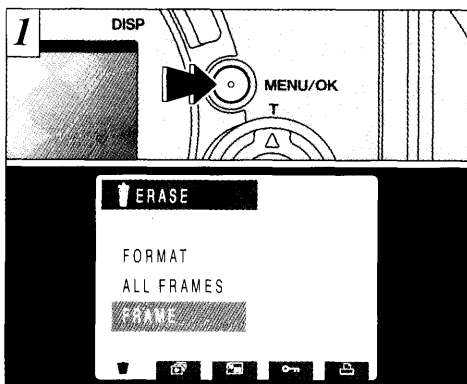 1
DISP
MENU/OK
T
ERASE
FORMAT
ALL FRAMES
FRAME